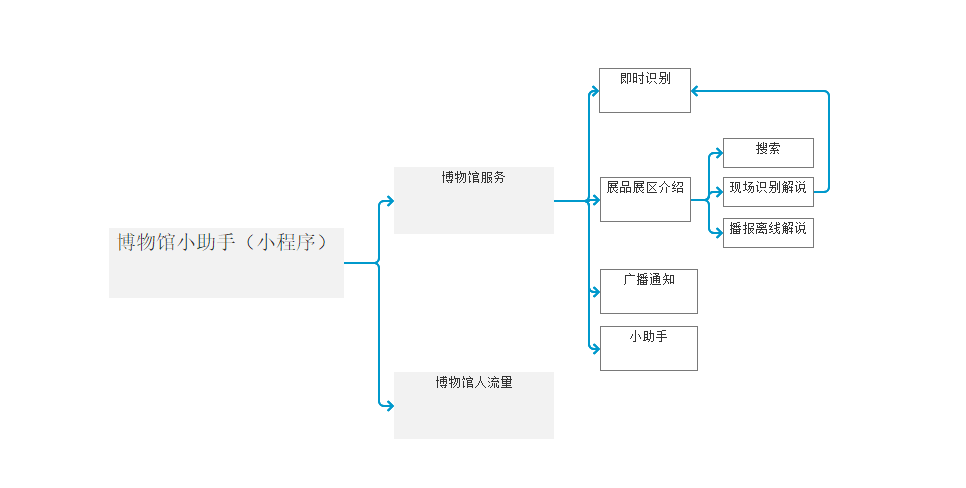 博物馆小助手（小程序）
博物馆服务
即时识别
展品展区介绍
搜索
现场识别解说
播报离线解说
广播通知
小助手
博物馆人流量